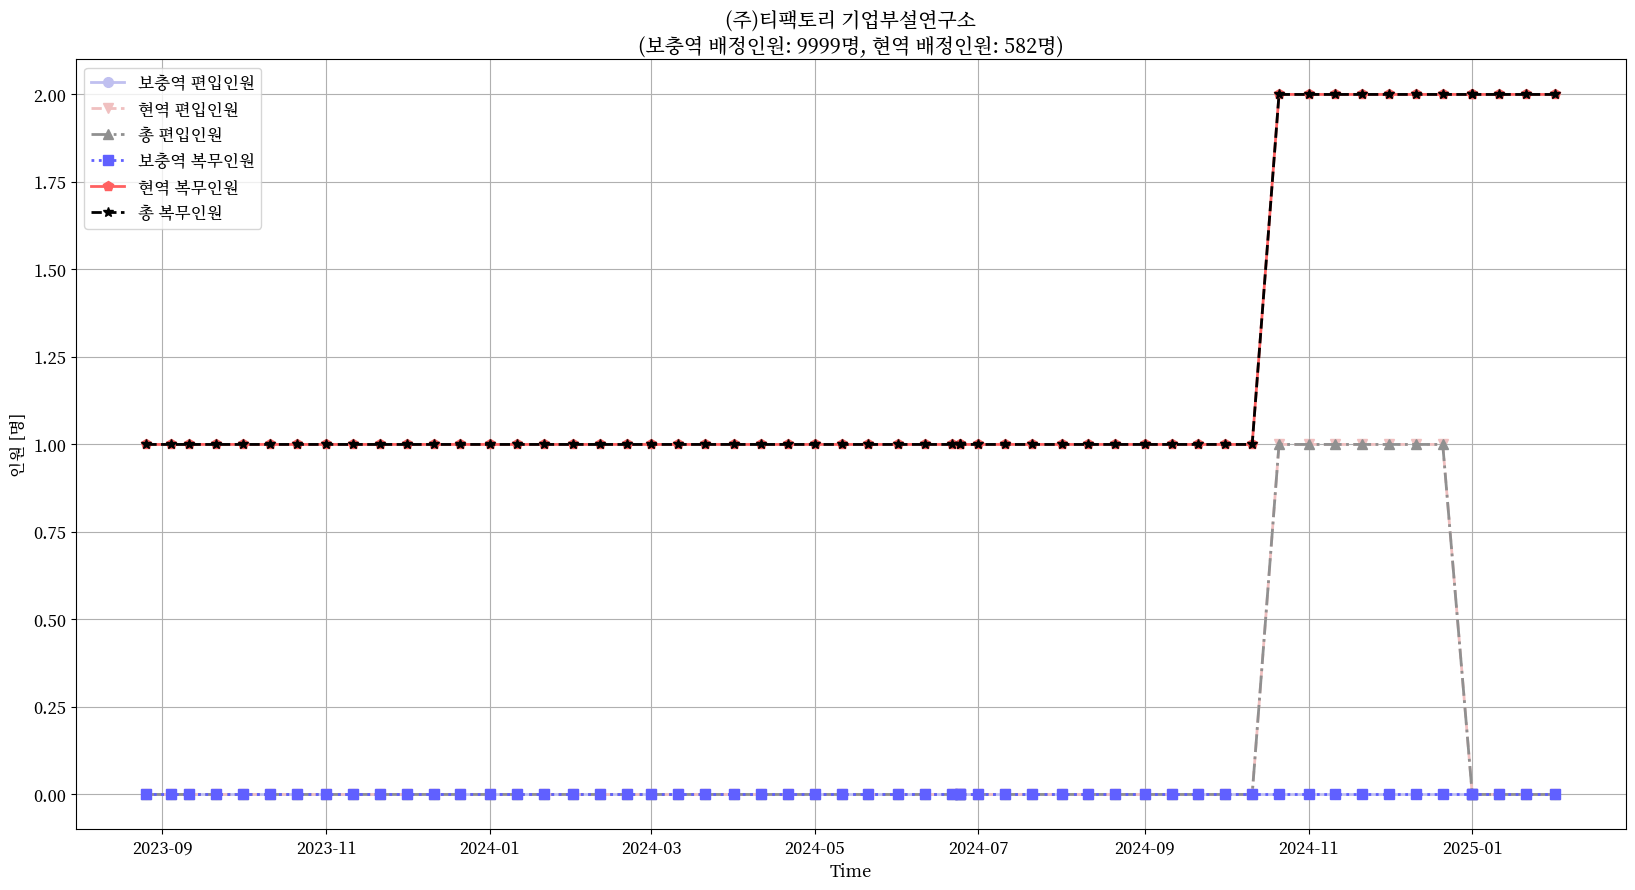 (주)티팩토리 기업부설연구소
(보충역 배정인원: 9999명, 현역 배정인원: 582명)
보충역 편입인원
현역 편입인원
총 편입인원
보충역 복무인원
현역 복무인원
총 복무인원
2.00
1.75
1.50
1.25
1.00
0.75
0.50
0.25
0.00
인원 [명]
2023-09 2023-11 2024-01 2024-03 2024-05 2024-07 2024-09 2024-11 2025-01
Time